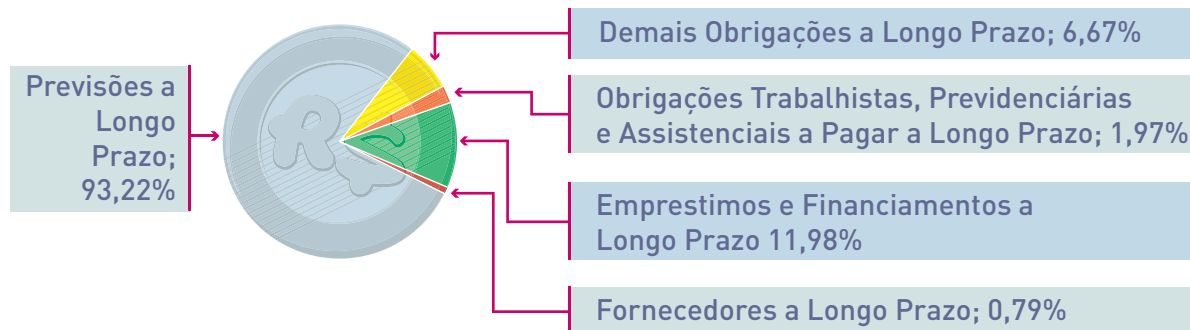 Previsões a
Longo
Prazo;
93,22%
Demais Obrigações a Longo Prazo; 6,67%
Obrigações Trabalhistas, Previdenciárias
e Assistenciais a Pagar a Longo Prazo; 1,97%
Emprestimos e Financiamentos a
Longo Prazo 11,98%
Fornecedores a Longo Prazo; 0,79%
R